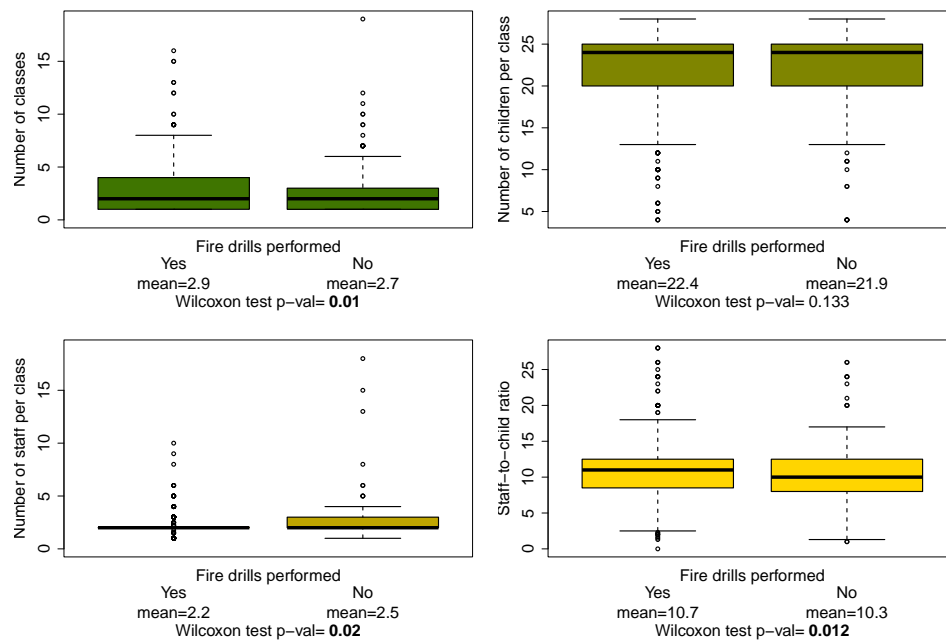 Number of classes
15
10
5
0
Fire drills performed
Yes No
mean=2.9 mean=2.7
Wilcoxon test p−val= 0.01
Number of children per class
25
20
15
10
5
Fire drills performed
Yes No
mean=22.4 mean=21.9
Wilcoxon test p−val= 0.133
Number of staff per class
15
10
5
0
Fire drills performed
Yes No
mean=2.2 mean=2.5
Wilcoxon test p−val= 0.02
Staff−to−child ratio
25
20
15
10
5
0
Fire drills performed
Yes No
mean=10.7 mean=10.3
Wilcoxon test p−val= 0.012